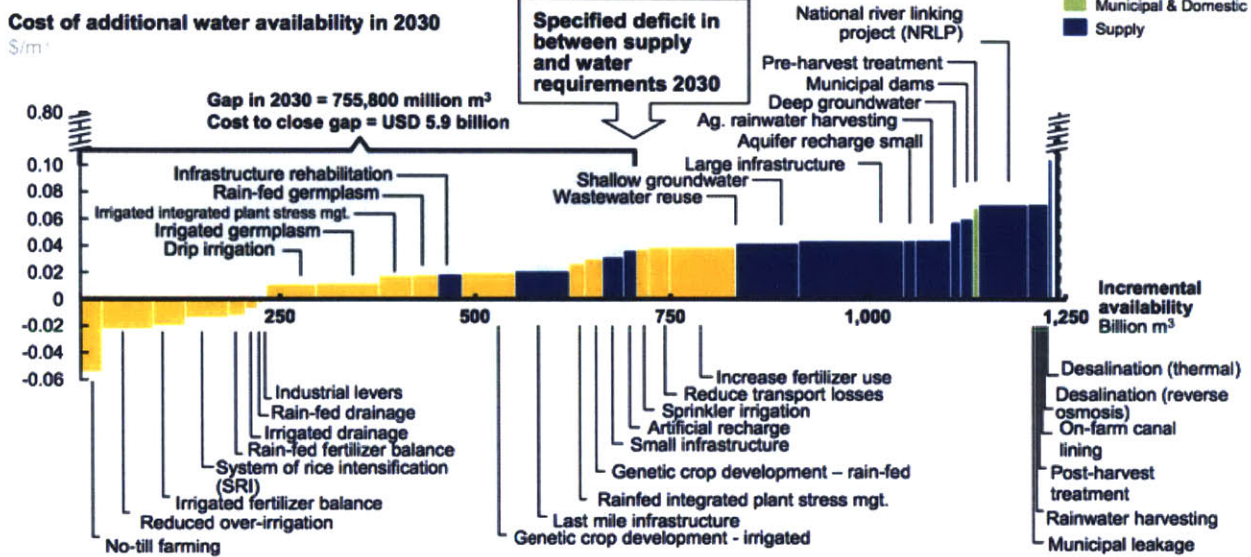 Cost of additional water availability in 2030
$/m³
Specified deficit in
between supply
and water
requirements 2030
National river linking
project (NRLP)
Municipal & Domestic
Supply
Pre-harvest treatment
Municipal dams
Deep groundwater
Ag. rainwater harvesting
Aquifer recharge small
Large infrastructure
Shallow groundwater
Wastewater reuse
Gap in 2030 = 755,800 million m³
Cost to close gap = USD 5.9 billion
Infrastructure rehabilitation
Rain-fed germplasm
Irrigated integrated plant stress mgt.
Irrigated germplasm
Drip irrigation
0.80
0.10
0.08
0.06
0.04
0.02
0
-0.02
-0.04
-0.06
250
500
750
1,000
1,250
Incremental
availability
Billion m³
Industrial levers
Rain-fed drainage
Irrigated drainage
Rain-fed fertilizer balance
System of rice intensification
(SRI)
Irrigated fertilizer balance
Reduced over-irrigation
No-till farming
Increase fertilizer use
Reduce transport losses
Sprinkler irrigation
Artificial recharge
Small infrastructure
Genetic crop development – rain-fed
Rainfed integrated plant stress mgt.
Last mile infrastructure
Genetic crop development - irrigated
Desalination (thermal)
Desalination (reverse
osmosis)
On-farm canal
lining
Post-harvest
treatment
Rainwater harvesting
Municipal leakage